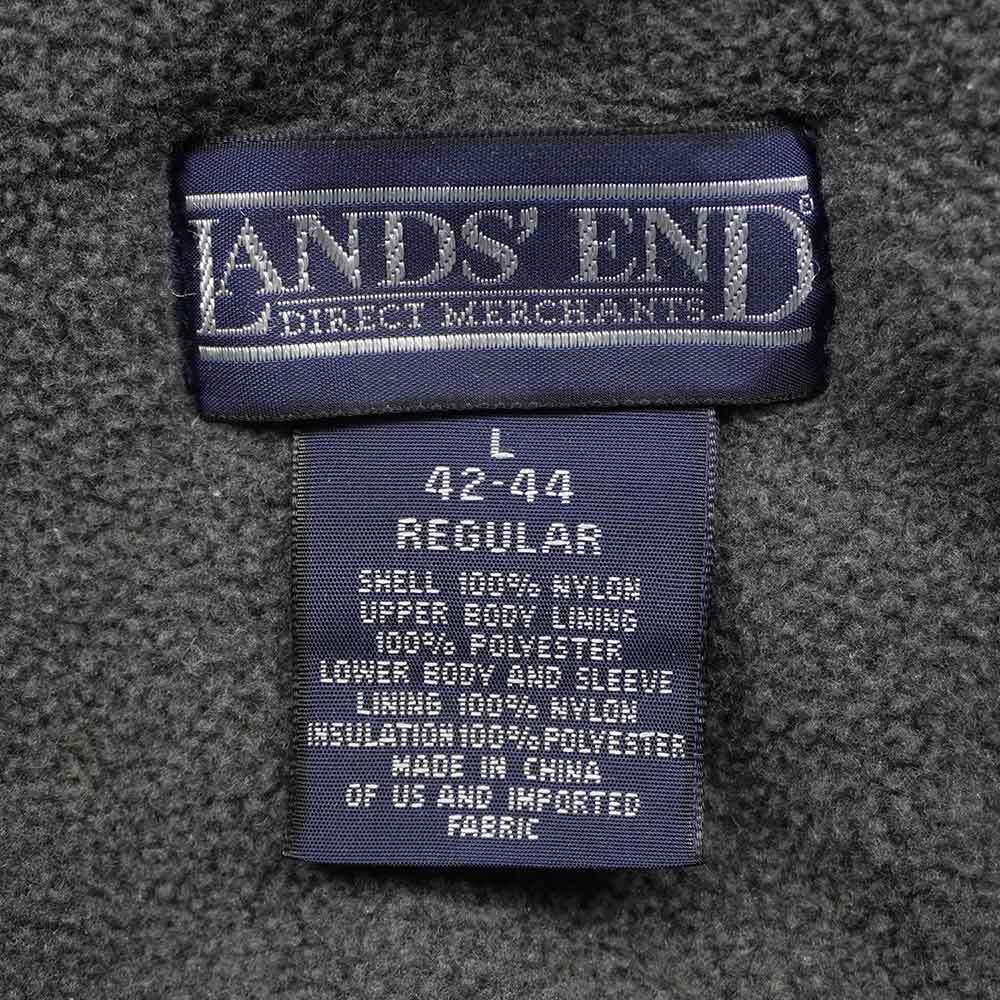 LANDS' END
DIRECT MERCHANTS
L
42-44
REGULAR
SHELL 100% NYLON
UPPER BODY LINING
100% POLYESTER
LOWER BODY AND SLEEVE
LINING 100% NYLON
INSULATION 100% POLYESTER
MADE IN CHINA
OF US AND IMPORTED
FABRIC